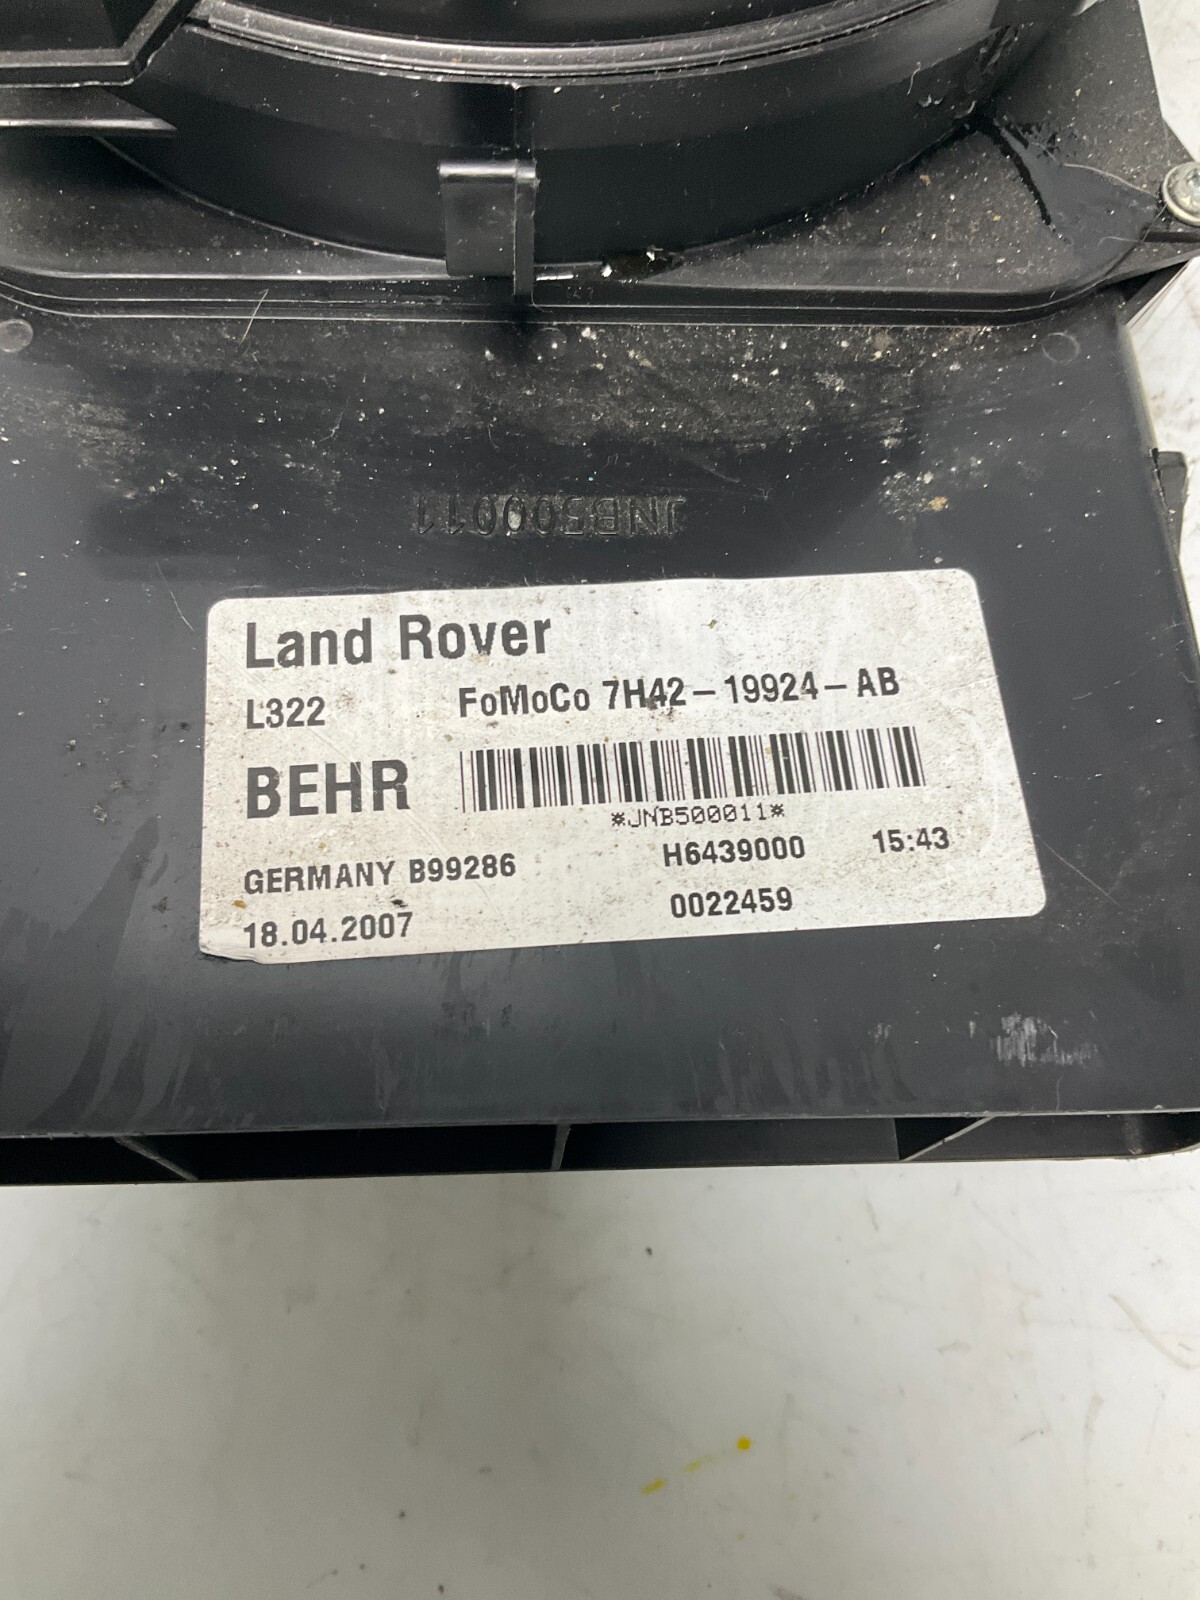 JNB500011
Land Rover
L322 FoMoCo 7H42-19924-AB
BEHR
*JNB500011*
GERMANY B99286 H6439000 15:43
18.04.2007 0022459